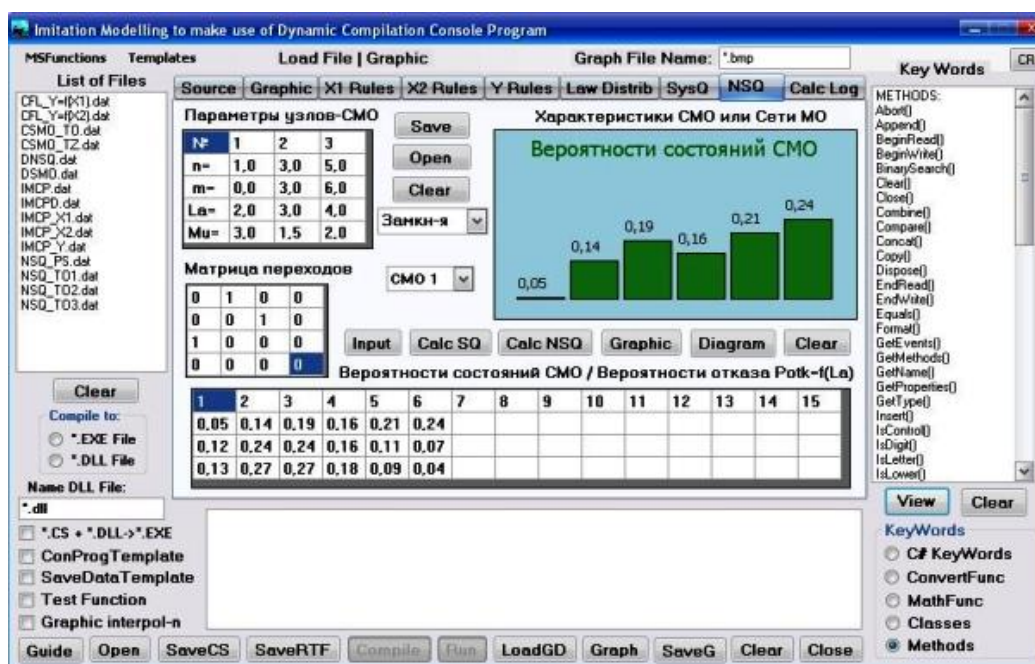 Imitation Modelling to make use of Dynamic Compilation Console Program
MSFunctions Templates Load File | Graphic Graph File Name: *.bmp CR
List of Files
CFL_Y=f(X1).dat
CFL_Y=f(X2).dat
CSMO_TO.dat
CSMO_TZ.dat
DNSQ.dat
DSMO.dat
IMCP.dat
IMCPD.dat
IMCP_X1.dat
IMCP_X2.dat
IMCP_Y.dat
NSQ_PS.dat
NSQ_TO1.dat
NSQ_TO2.dat
NSQ_TO3.dat
Clear
Compile to:
*.EXE File
*.DLL File
Name DLL File:
*.dll
*.CS + *.DLL->*.EXE
ConProgTemplate
SaveDataTemplate
Test Function
Graphic interpol-n
Source Graphic X1 Rules X2 Rules Y Rules Law Distrib SysQ NSQ Calc Log
Параметры узлов-СМО
№ 1 2 3
n= 1,0 3,0 5,0
m= 0,0 3,0 6,0
La= 2,0 3,0 4,0
Mu= 3,0 1,5 2,0
Save
Open
Clear
Замкн-я
Матрица переходов
0 1 0 0
0 0 1 0
1 0 0 0
0 0 0 0
СМО 1
Характеристики СМО или Сети МО
Вероятности состояний СМО
0,05 0,14 0,19 0,16 0,21 0,24
Input Calc SQ Calc NSQ Graphic Diagram Clear
Вероятности состояний СМО / Вероятности отказа Potk-f(La)
1 2 3 4 5 6 7 8 9 10 11 12 13 14 15
0,05 0,14 0,19 0,16 0,21 0,24
0,12 0,24 0,24 0,16 0,11 0,07
0,13 0,27 0,27 0,18 0,09 0,04
Key Words
METHODS:
Abort()
Append()
BeginRead()
BeginWrite()
BinarySearch()
Clear()
Close()
Combine()
Compare()
Concat()
Copy()
Dispose()
EndRead()
EndWrite()
Equals()
Format()
GetEvents()
GetMethods()
GetName()
GetProperties()
GetType()
Insert()
IsControl()
IsDigit()
IsLetter()
IsLower()
View Clear
KeyWords
C# KeyWords
ConvertFunc
MathFunc
Classes
Methods
Guide Open SaveCS SaveRTF Compile Run LoadGD Graph SaveG Clear Close